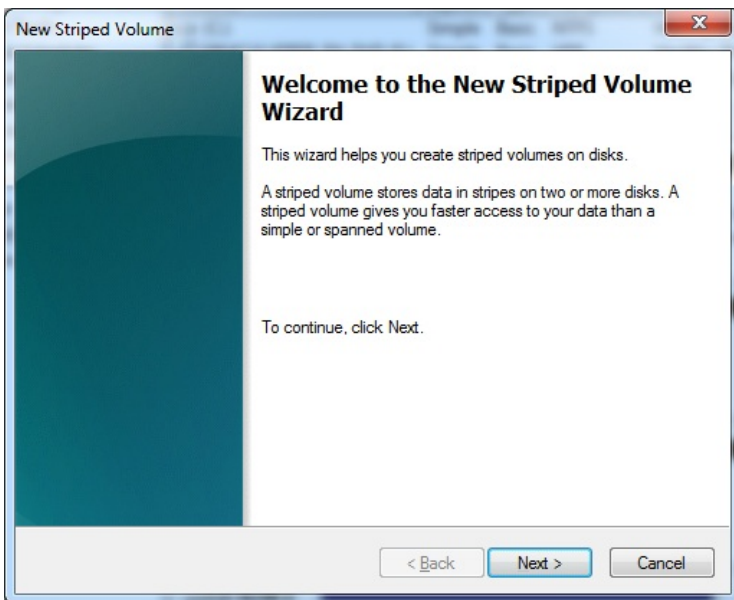 New Striped Volume
Welcome to the New Striped Volume
Wizard
This wizard helps you create striped volumes on disks.
A striped volume stores data in stripes on two or more disks. A
striped volume gives you faster access to your data than a
simple or spanned volume.
To continue, click Next.
< Back Next > Cancel